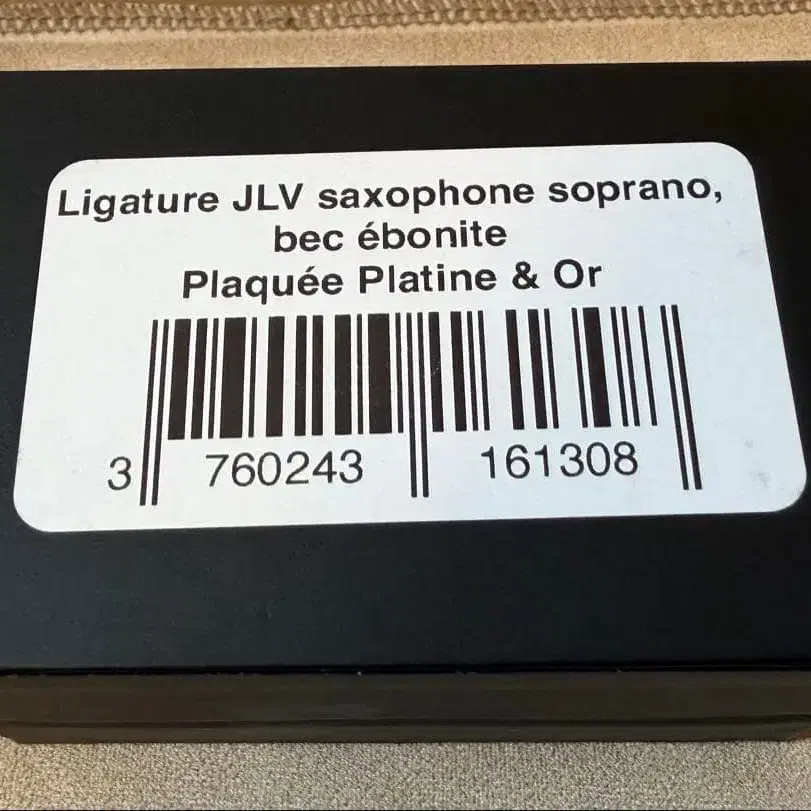 Ligature JLV saxophone soprano,
bec ébonite
Plaquée Platine & Or
3 760243 161308